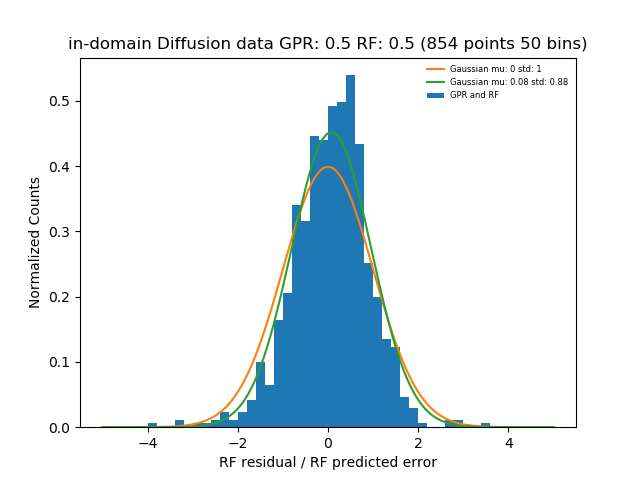 in-domain Diffusion data GPR: 0.5 RF: 0.5 (854 points 50 bins)
Gaussian mu: 0 std: 1
Gaussian mu: 0.08 std: 0.88
GPR and RF
Normalized Counts
0.5
0.4
0.3
0.2
0.1
0.0
−4 −2 0 2 4
RF residual / RF predicted error